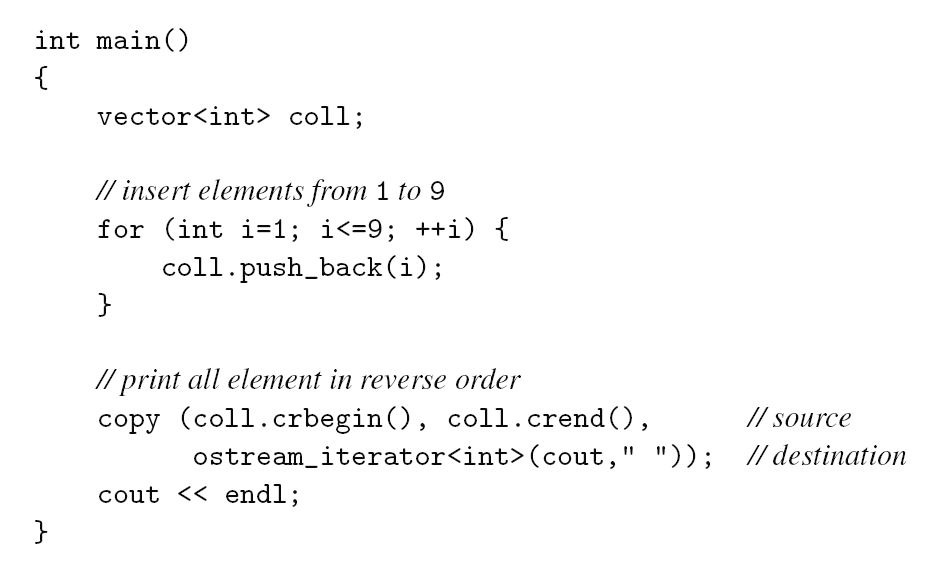 int main()
{
    vector<int> coll;

    // insert elements from 1 to 9
    for (int i=1; i<=9; ++i) {
        coll.push_back(i);
    }

    // print all element in reverse order
    copy (coll.crbegin(), coll.crend(),      // source
          ostream_iterator<int>(cout," "));  // destination
    cout << endl;
}